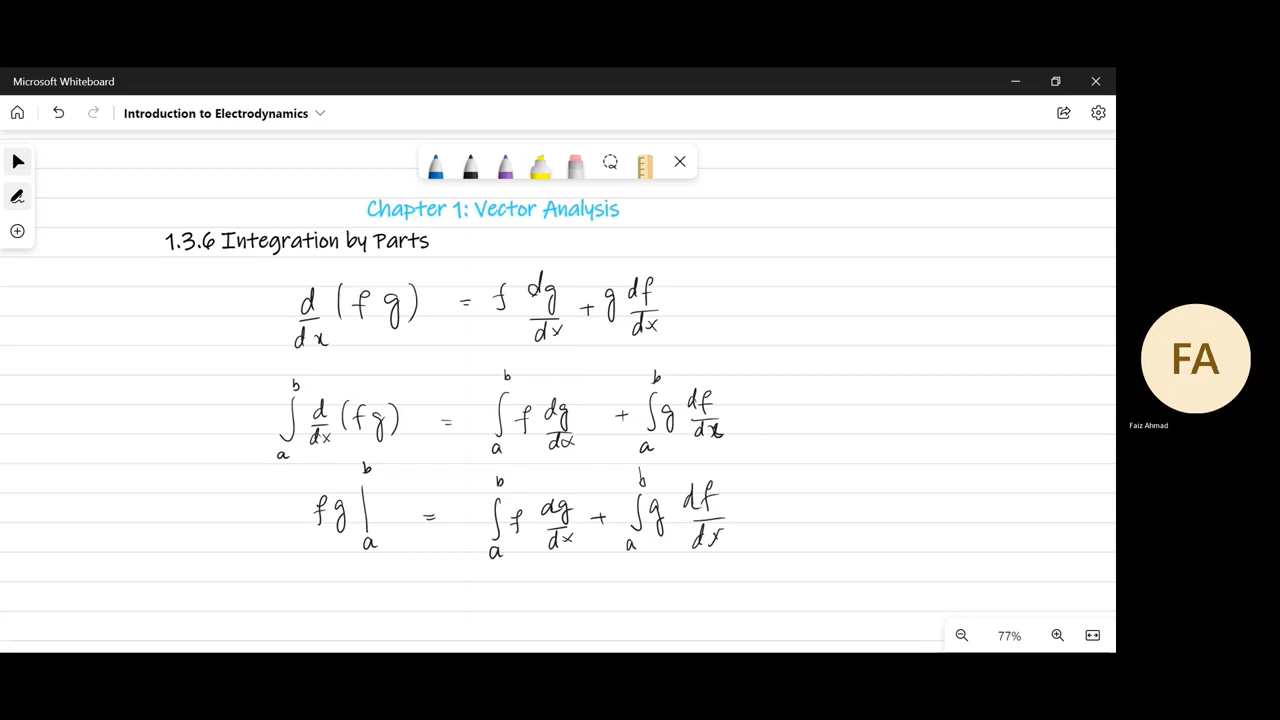 Microsoft Whiteboard
Introduction to Electrodynamics
Chapter 1: Vector Analysis
1.3.6 Integration by Parts
d/dx (f g) = f dg/dx + g df/dx
∫_a^b d/dx (f g) = ∫_a^b f dg/dx + ∫_a^b g df/dx
f g |_a^b = ∫_a^b f dg/dx + ∫_a^b g df/dx
FA
Faiz Ahmad
77%